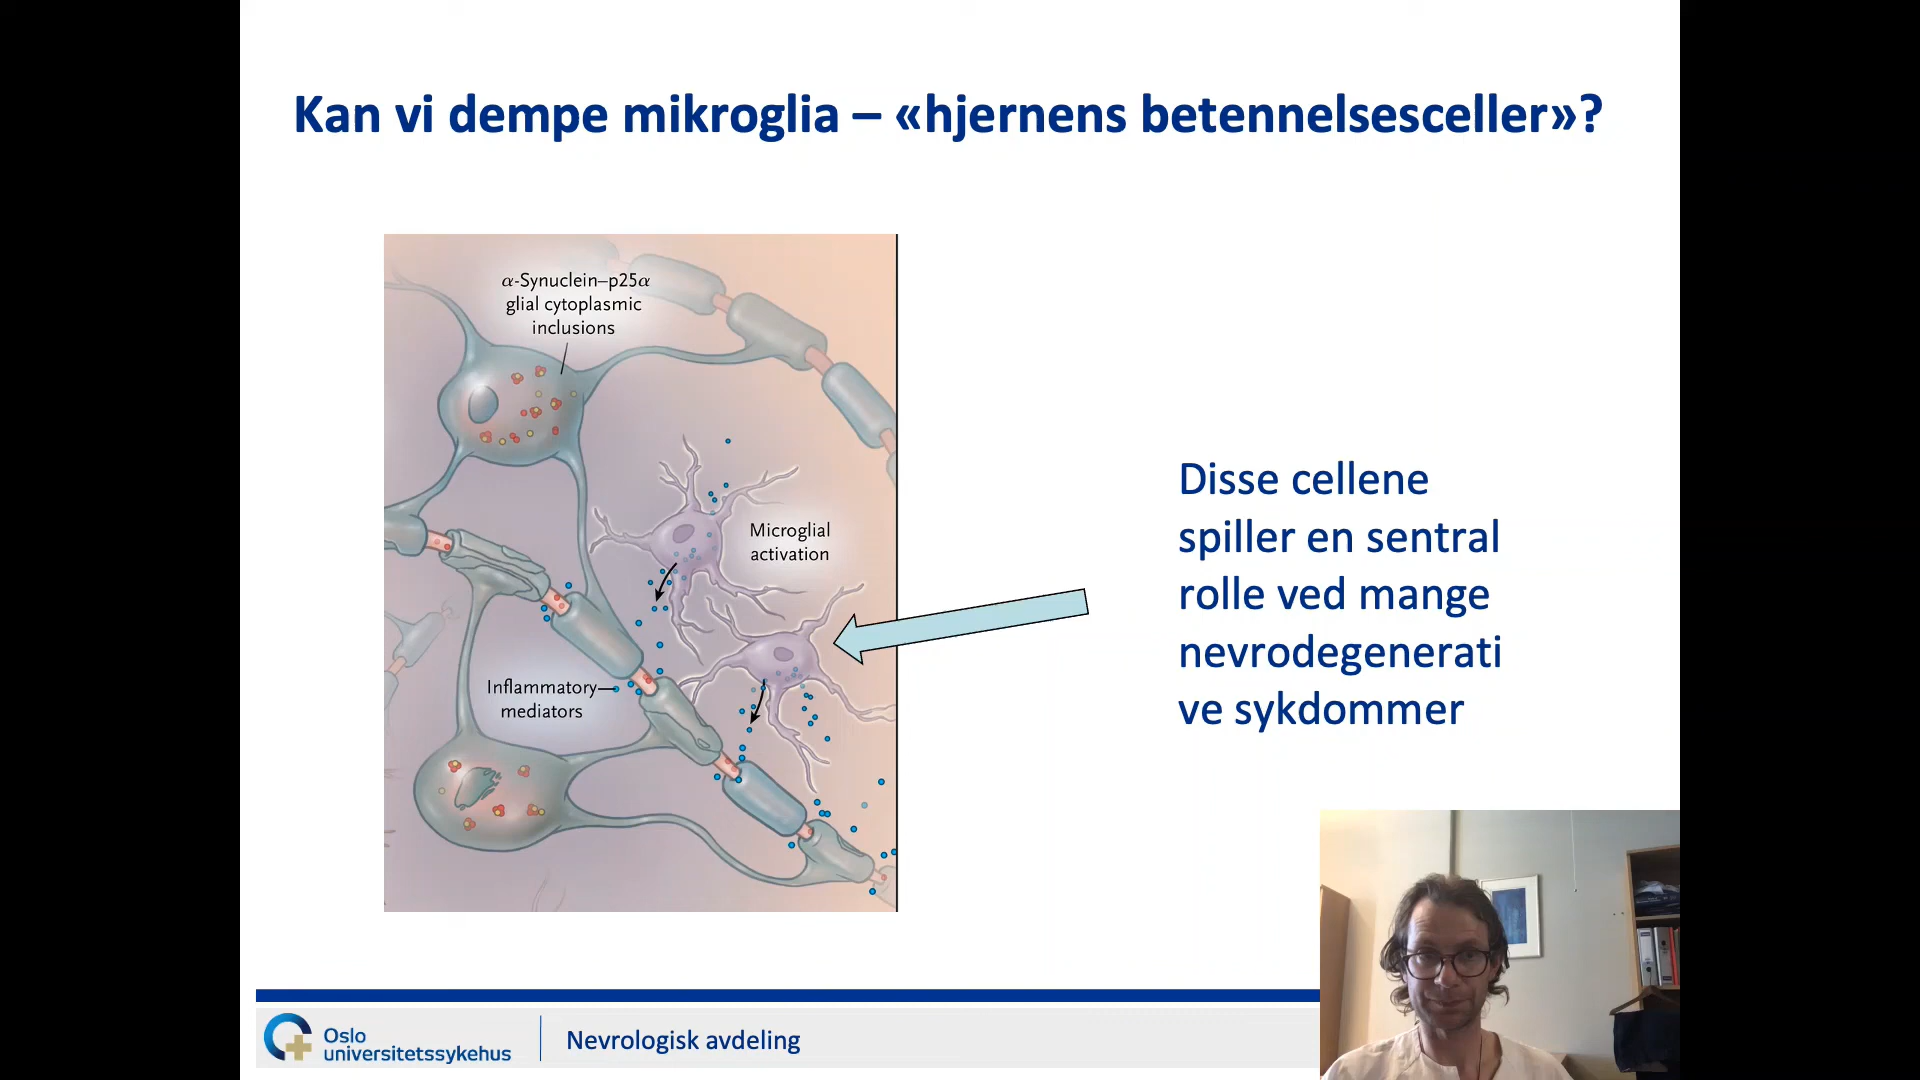 Kan vi dempe mikroglia – «hjernens betennelsesceller»?
α-Synuclein–p25α
glial cytoplasmic
inclusions
Microglial
activation
Inflammatory
mediators
Disse cellene
spiller en sentral
rolle ved mange
nevrodegenerati
ve sykdommer
Oslo
universitetssykehus
Nevrologisk avdeling